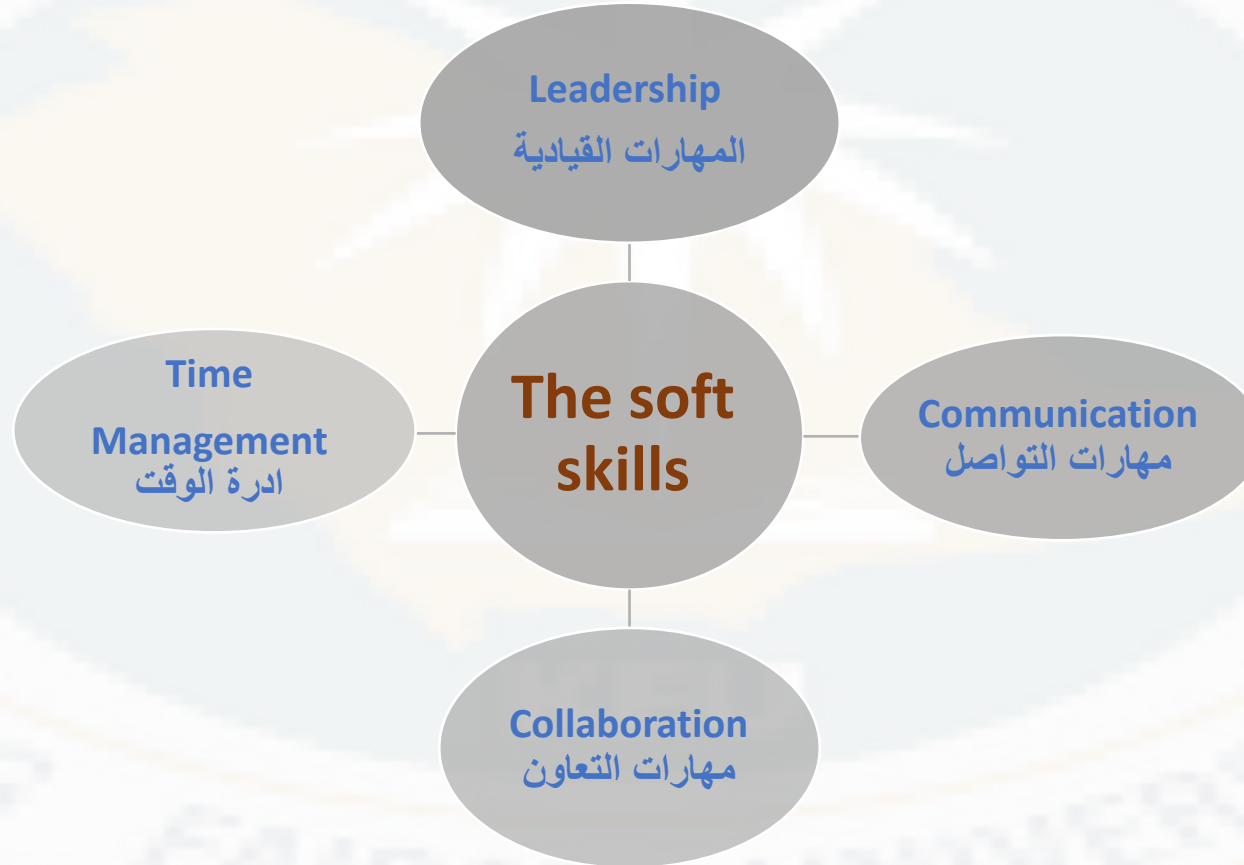 Leadership
المهارات القيادية
Time
Management
ادرة الوقت
The soft
skills
Communication
مهارات التواصل
Collaboration
مهارات التعاون